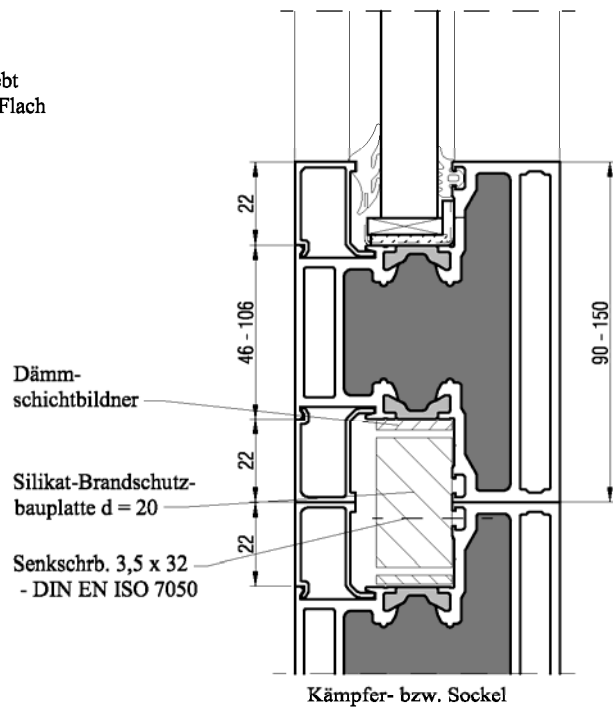 ebt
Flach
22
46 - 106
90 - 150
Dämm-
schichtbildner
22
Silikat-Brandschutz-
bauplatte d = 20
22
Senkschrb. 3,5 x 32
- DIN EN ISO 7050
Kämpfer- bzw. Sockel